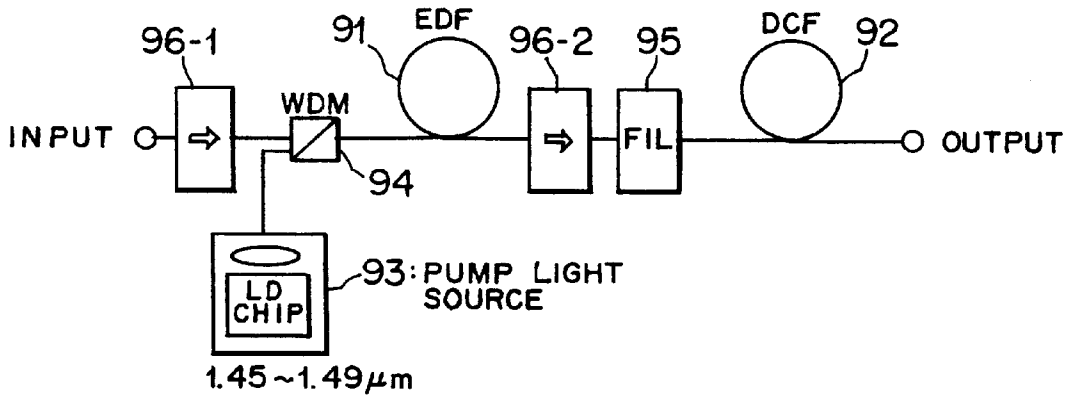 EDF
DCF
96-1
91
96-2
95
92
WDM
INPUT
FIL
OUTPUT
94
LD
CHIP
93: PUMP LIGHT
SOURCE
1.45~1.49μm